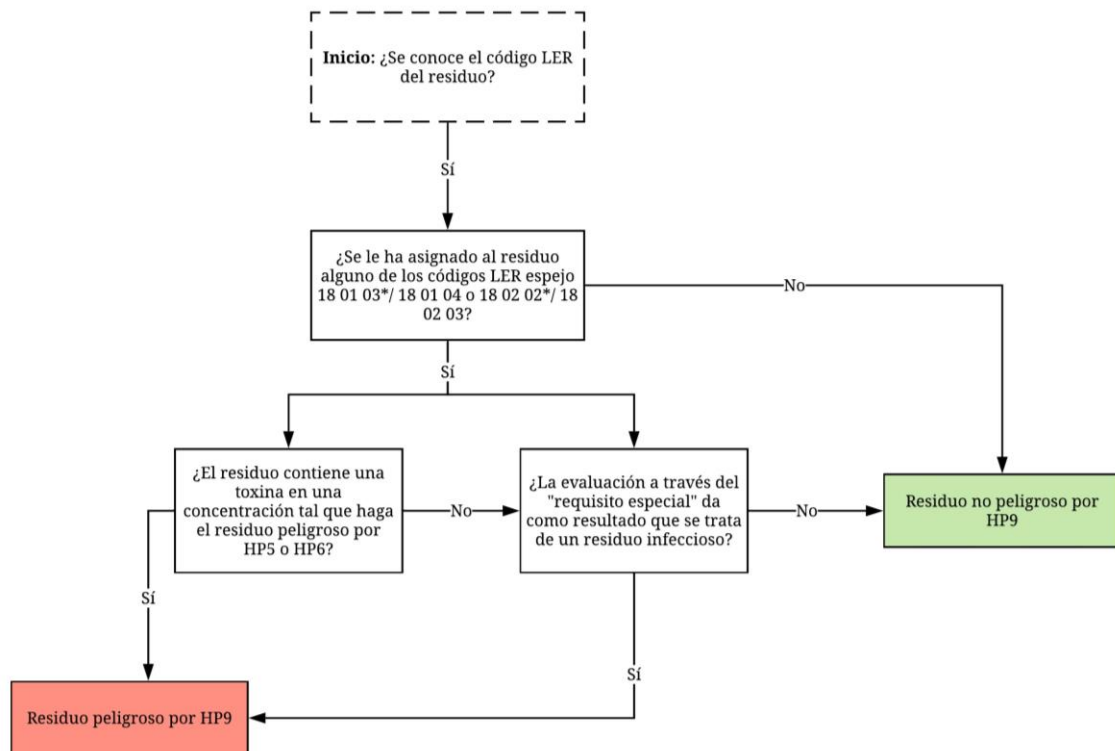 Inicio: ¿Se conoce el código LER
del residuo?
Sí
¿Se le ha asignado al residuo
alguno de los códigos LER espejo
18 01 03*/ 18 01 04 o 18 02 02*/ 18
02 03?
No
Sí
¿El residuo contiene una
toxina en una
concentración tal que haga
el residuo peligroso por
HP5 o HP6?
No
¿La evaluación a través del
"requisito especial" da
como resultado que se trata
de un residuo infeccioso?
No
Residuo no peligroso por
HP9
Sí
Sí
Residuo peligroso por HP9